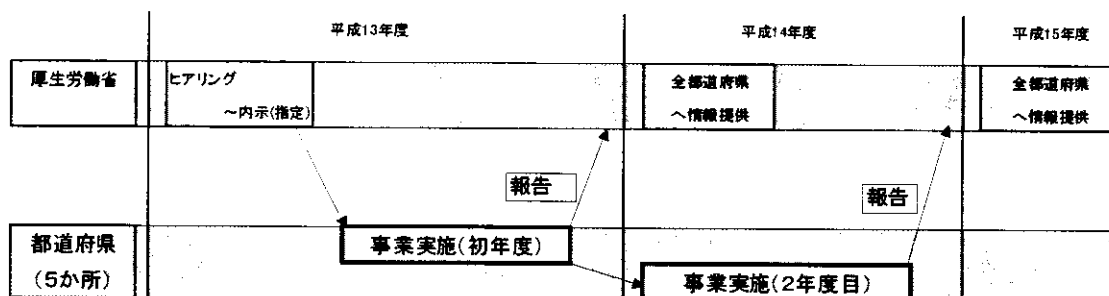 平成13年度
平成14年度
平成15年度
厚生労働省
ヒアリング
～内示(指定)
全都道府県
へ情報提供
全都道府県
へ情報提供
報告
報告
都道府県
(5か所)
事業実施(初年度)
事業実施(2年度目)